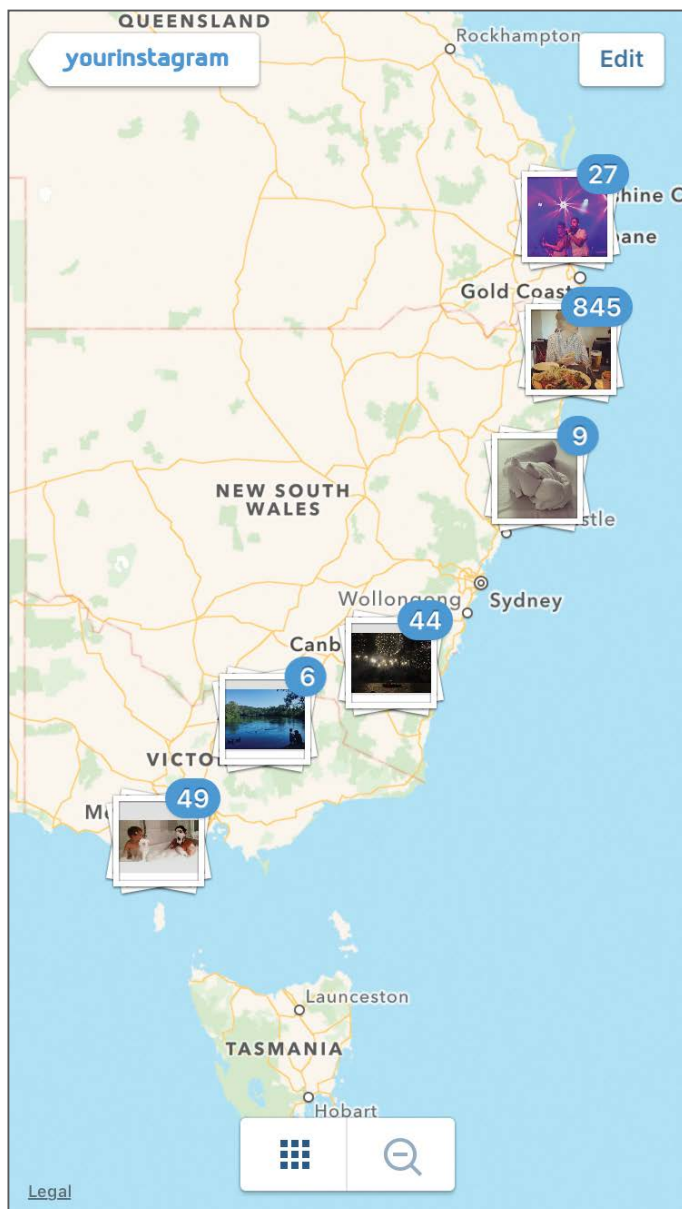 QUEENSLAND
Rockhampton
yourinstagram
Edit
27
Gold Coast
845
9
NEW SOUTH
WALES
Sydney
Wollongong
44
6
49
Launceston
TASMANIA
Hobart
Legal